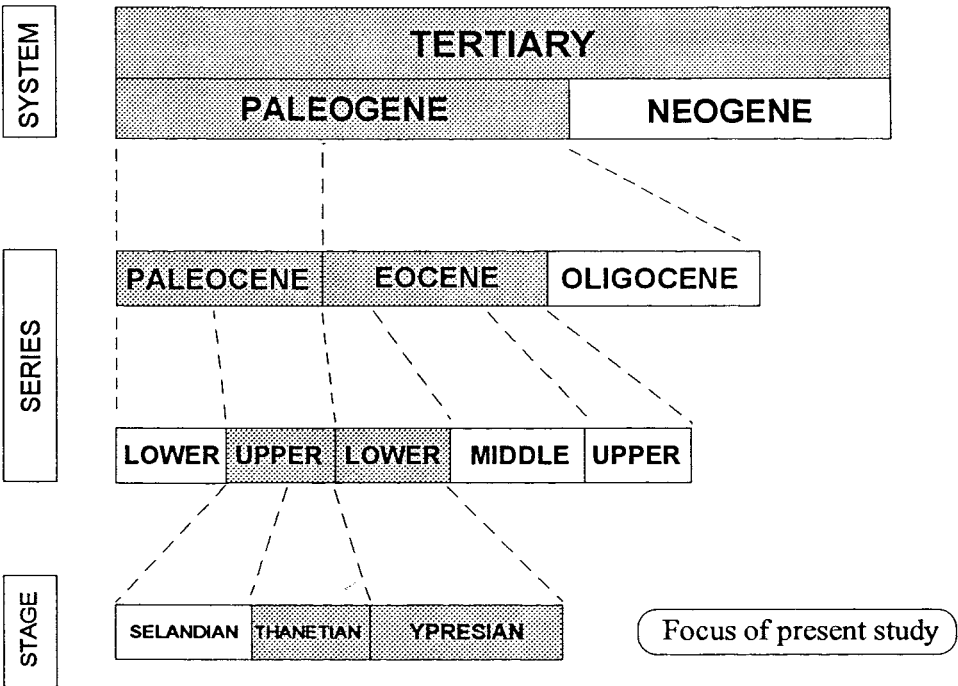 SYSTEM
TERTIARY
PALEOGENE NEOGENE
SERIES
PALEOCENE EOCENE OLIGOCENE
LOWER UPPER LOWER MIDDLE UPPER
STAGE
SELANDIAN THANETIAN YPRESIAN
Focus of present study